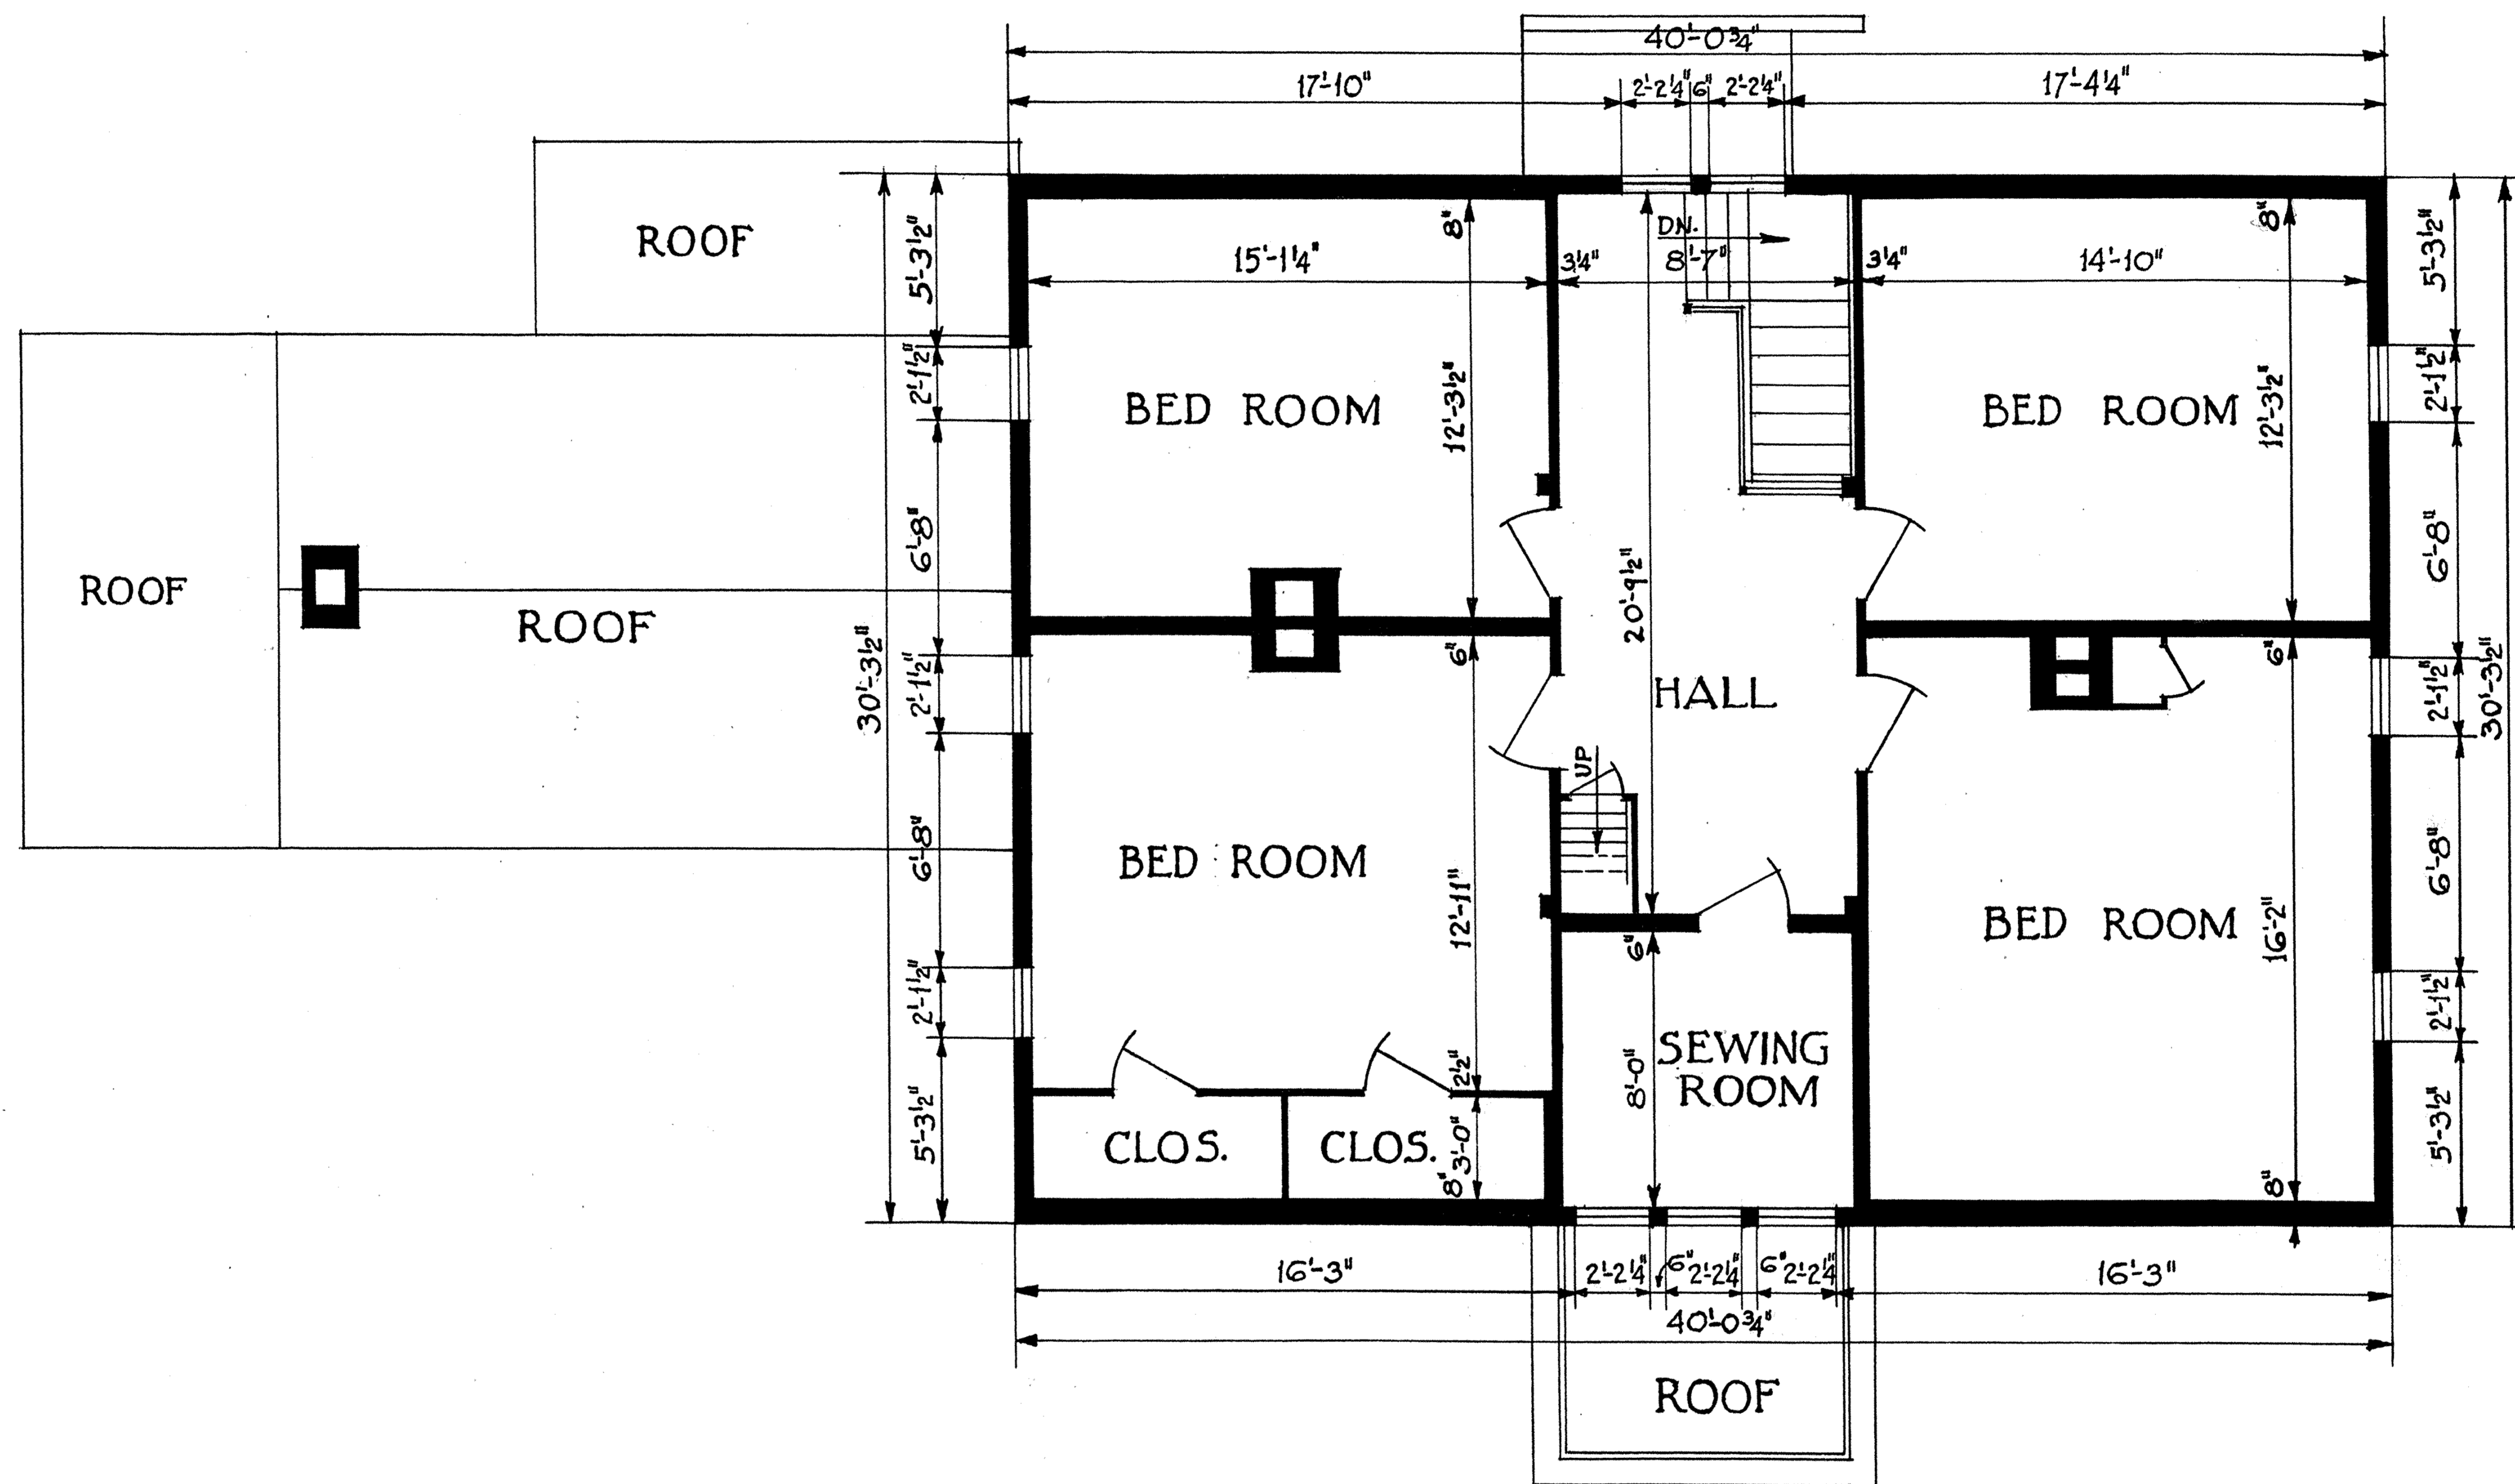 40'-0¾"
17'-10" 2'-2¼" 6" 2'-2¼" 17'-4¼"
ROOF
5'-3½"
8"
DN.
8"
5'-3½"
15'-1¼" 3¼" 8'-7" 3¼" 14'-10"
2'-1½"
2'-1½"
BED ROOM 12'-3½"
BED ROOM 12'-3½"
6'-8"
6'-8"
ROOF
ROOF
20'-9½"
30'-3½"
2'-1½"
6"
HALL
6"
2'-1½"
30'-3½"
UP
6'-8"
BED ROOM
12'-11"
6'-8"
BED ROOM
16'-2"
6"
2'-1½"
2'-1½"
SEWING
ROOM
8'-0"
2½"
5'-3½"
CLOS.
CLOS.
3'-0"
8"
8"
5'-3½"
16'-3" 2'-2¼" 6" 2'-2¼" 6" 2'-2¼" 16'-3"
40'-0¾"
ROOF